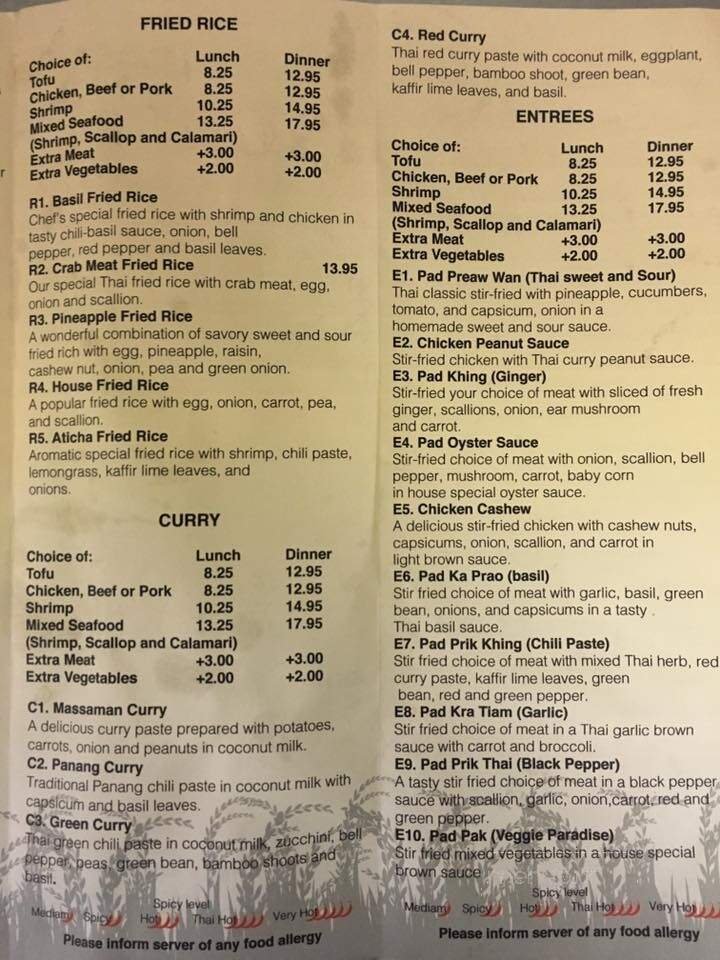 FRIED RICE
Choice of: Lunch Dinner
Tofu 8.25 12.95
Chicken, Beef or Pork 8.25 12.95
Shrimp 10.25 14.95
Mixed Seafood 13.25 17.95
(Shrimp, Scallop and Calamari)
Extra Meat +3.00 +3.00
Extra Vegetables +2.00 +2.00
R1. Basil Fried Rice
Chef's special fried rice with shrimp and chicken in
tasty chili-basil sauce, onion, bell
pepper, red pepper and basil leaves.
R2. Crab Meat Fried Rice 13.95
Our special Thai fried rice with crab meat, egg,
onion and scallion.
R3. Pineapple Fried Rice
A wonderful combination of savory sweet and sour
fried rich with egg, pineapple, raisin,
cashew nut, onion, pea and green onion.
R4. House Fried Rice
A popular fried rice with egg, onion, carrot, pea,
and scallion.
R5. Aticha Fried Rice
Aromatic special fried rice with shrimp, chili paste,
lemongrass, kaffir lime leaves, and
onions.
CURRY
Choice of: Lunch Dinner
Tofu 8.25 12.95
Chicken, Beef or Pork 8.25 12.95
Shrimp 10.25 14.95
Mixed Seafood 13.25 17.95
(Shrimp, Scallop and Calamari)
Extra Meat +3.00 +3.00
Extra Vegetables +2.00 +2.00
C1. Massaman Curry
A delicious curry paste prepared with potatoes,
carrots, onion and peanuts in coconut milk.
C2. Panang Curry
Traditional Panang chili paste in coconut milk with
capsicum and basil leaves.
C3. Green Curry
Thai green chili paste in coconut milk, zucchini, bell
pepper, peas, green bean, bamboo shoots and
basil.
Spicy level
Mediam Spicy Hot Thai Hot Very Hot
Please inform server of any food allergy
C4. Red Curry
Thai red curry paste with coconut milk, eggplant,
bell pepper, bamboo shoot, green bean,
kaffir lime leaves, and basil.
ENTREES
Choice of: Lunch Dinner
Tofu 8.25 12.95
Chicken, Beef or Pork 8.25 12.95
Shrimp 10.25 14.95
Mixed Seafood 13.25 17.95
(Shrimp, Scallop and Calamari)
Extra Meat +3.00 +3.00
Extra Vegetables +2.00 +2.00
E1. Pad Preaw Wan (Thai sweet and Sour)
Thai classic stir-fried with pineapple, cucumbers,
tomato, and capsicum, onion in a
homemade sweet and sour sauce.
E2. Chicken Peanut Sauce
Stir-fried chicken with Thai curry peanut sauce.
E3. Pad Khing (Ginger)
Stir-fried your choice of meat with sliced of fresh
ginger, scallions, onion, ear mushroom
and carrot.
E4. Pad Oyster Sauce
Stir-fried choice of meat with onion, scallion, bell
pepper, mushroom, carrot, baby corn
in house special oyster sauce.
E5. Chicken Cashew
A delicious stir-fried chicken with cashew nuts,
capsicums, onion, scallion, and carrot in
light brown sauce.
E6. Pad Ka Prao (basil)
Stir fried choice of meat with garlic, basil, green
bean, onions, and capsicums in a tasty
Thai basil sauce.
E7. Pad Prik Khing (Chili Paste)
Stir fried choice of meat with mixed Thai herb, red
curry paste, kaffir lime leaves, green
bean, red and green pepper.
E8. Pad Kra Tiam (Garlic)
Stir fried choice of meat in a Thai garlic brown
sauce with carrot and broccoli.
E9. Pad Prik Thai (Black Pepper)
A tasty stir fried choice of meat in a black pepper
sauce with scallion, garlic, onion,carrot, red and
green pepper.
E10. Pad Pak (Veggie Paradise)
Stir fried mixed vegetables in a house special
brown sauce
Spicy level
Mediam Spicy Hot Thai Hot Very Hot
Please inform server of any food allergy